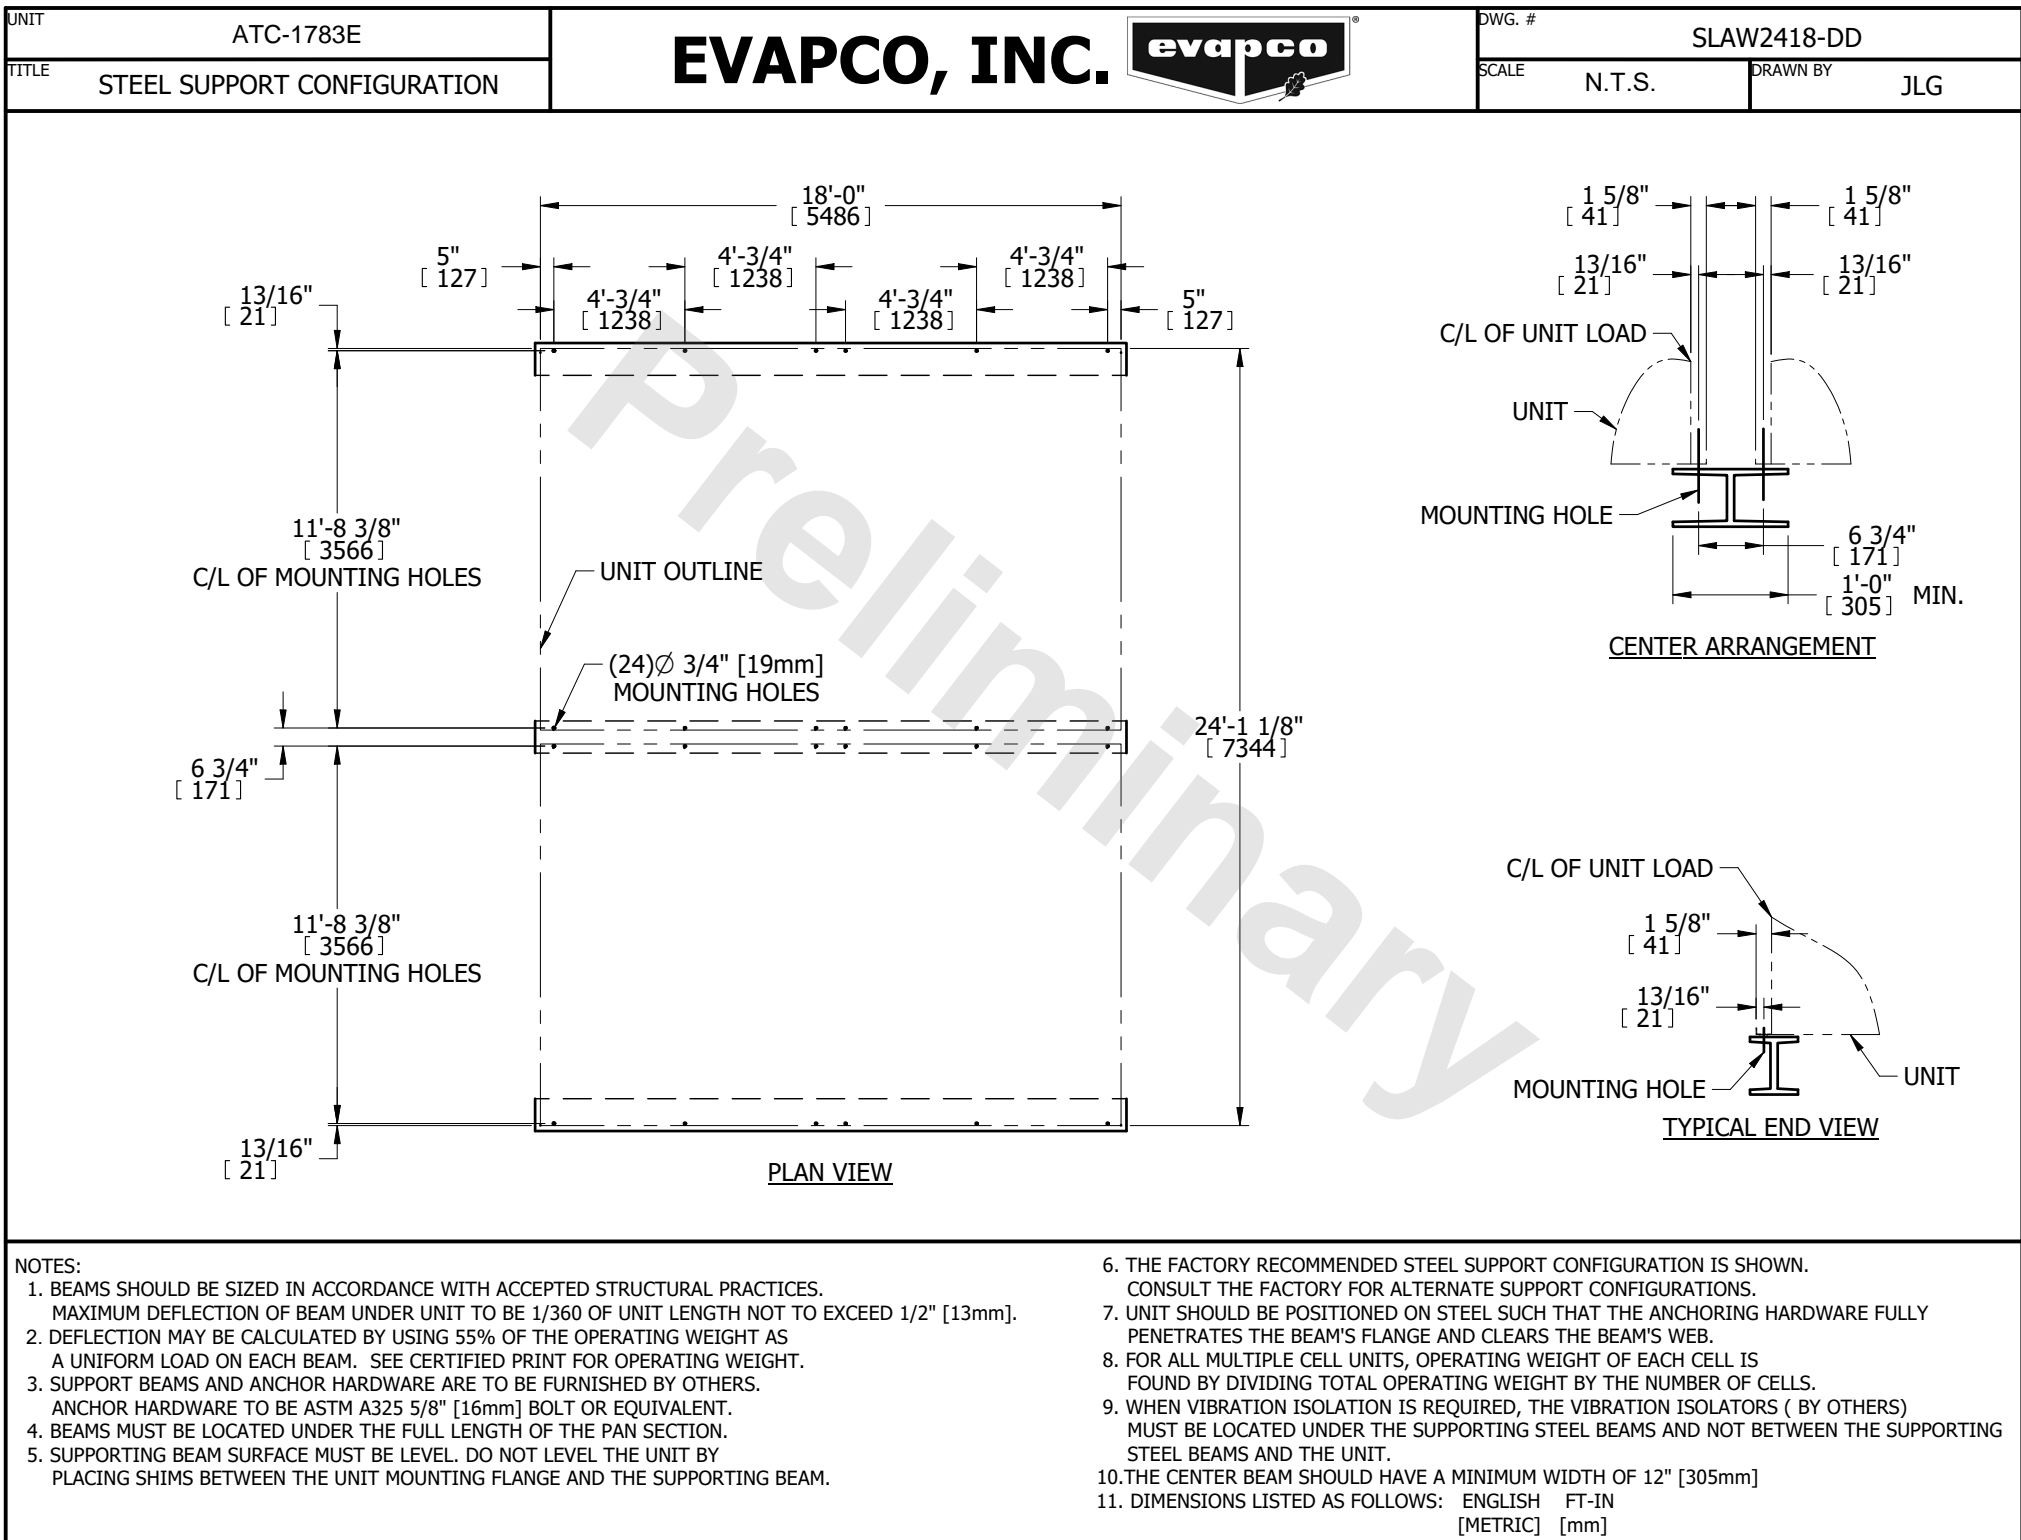 UNIT
ATC-1783E
TITLE
STEEL SUPPORT CONFIGURATION
EVAPCO, INC.
evapco
®
DWG. #
SLAW2418-DD
SCALE
N.T.S.
DRAWN BY
JLG
18'-0"
[ 5486 ]
5"
[ 127 ]
4'-3/4"
[ 1238 ]
4'-3/4"
[ 1238 ]
13/16"
[ 21 ]
4'-3/4"
[ 1238 ]
4'-3/4"
[ 1238 ]
5"
[ 127 ]
11'-8 3/8"
[ 3566 ]
C/L OF MOUNTING HOLES
UNIT OUTLINE
(24)∅ 3/4" [19mm]
MOUNTING HOLES
6 3/4"
[ 171 ]
24'-1 1/8"
[ 7344 ]
11'-8 3/8"
[ 3566 ]
C/L OF MOUNTING HOLES
13/16"
[ 21 ]
PLAN VIEW
Preliminary
1 5/8"
[ 41 ]
1 5/8"
[ 41 ]
13/16"
[ 21 ]
13/16"
[ 21 ]
C/L OF UNIT LOAD
UNIT
MOUNTING HOLE
6 3/4"
[ 171 ]
1'-0"
[ 305 ] MIN.
CENTER ARRANGEMENT
C/L OF UNIT LOAD
1 5/8"
[ 41 ]
13/16"
[ 21 ]
MOUNTING HOLE
UNIT
TYPICAL END VIEW
NOTES:
1. BEAMS SHOULD BE SIZED IN ACCORDANCE WITH ACCEPTED STRUCTURAL PRACTICES.
MAXIMUM DEFLECTION OF BEAM UNDER UNIT TO BE 1/360 OF UNIT LENGTH NOT TO EXCEED 1/2" [13mm].
2. DEFLECTION MAY BE CALCULATED BY USING 55% OF THE OPERATING WEIGHT AS
A UNIFORM LOAD ON EACH BEAM. SEE CERTIFIED PRINT FOR OPERATING WEIGHT.
3. SUPPORT BEAMS AND ANCHOR HARDWARE ARE TO BE FURNISHED BY OTHERS.
ANCHOR HARDWARE TO BE ASTM A325 5/8" [16mm] BOLT OR EQUIVALENT.
4. BEAMS MUST BE LOCATED UNDER THE FULL LENGTH OF THE PAN SECTION.
5. SUPPORTING BEAM SURFACE MUST BE LEVEL. DO NOT LEVEL THE UNIT BY
PLACING SHIMS BETWEEN THE UNIT MOUNTING FLANGE AND THE SUPPORTING BEAM.
6. THE FACTORY RECOMMENDED STEEL SUPPORT CONFIGURATION IS SHOWN.
CONSULT THE FACTORY FOR ALTERNATE SUPPORT CONFIGURATIONS.
7. UNIT SHOULD BE POSITIONED ON STEEL SUCH THAT THE ANCHORING HARDWARE FULLY
PENETRATES THE BEAM'S FLANGE AND CLEARS THE BEAM'S WEB.
8. FOR ALL MULTIPLE CELL UNITS, OPERATING WEIGHT OF EACH CELL IS
FOUND BY DIVIDING TOTAL OPERATING WEIGHT BY THE NUMBER OF CELLS.
9. WHEN VIBRATION ISOLATION IS REQUIRED, THE VIBRATION ISOLATORS ( BY OTHERS)
MUST BE LOCATED UNDER THE SUPPORTING STEEL BEAMS AND NOT BETWEEN THE SUPPORTING
STEEL BEAMS AND THE UNIT.
10.THE CENTER BEAM SHOULD HAVE A MINIMUM WIDTH OF 12" [305mm]
11. DIMENSIONS LISTED AS FOLLOWS: ENGLISH FT-IN
[METRIC] [mm]